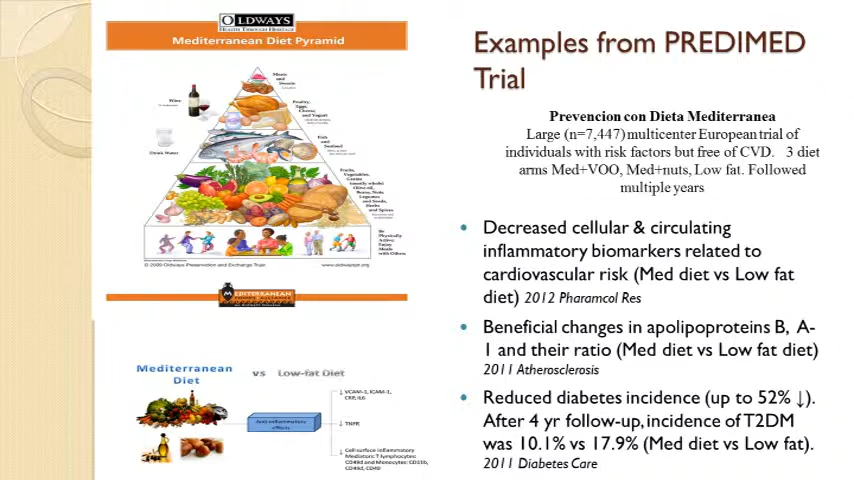 OLDWAYS
HEALTH THROUGH HERITAGE
Mediterranean Diet Pyramid
Meats
and
Sweets
Wine
Poultry,
Eggs,
Cheese,
and Yogurt
Fish
and
Seafood
Drink Water
Fruits,
Vegetables,
Grains
(mostly whole)
Olive oil,
Beans, Nuts,
Legumes
and Seeds,
Herbs
and Spices
Be
Physically
Active;
Enjoy
Meals
with Others
© 2009 Oldways Preservation and Exchange Trust
www.oldwayspt.org
MEDITERRANEAN
Mediterranean
Diet
vs
Low-fat Diet
Anti-inflammatory
effects
↓ VCAM-1, ICAM-1,
CRP, IL6
↓ TNFR
↓ Cell surface inflammatory
Mediators: T lymphocytes:
CD49d and Monocytes: CD11b,
CD49d, CD40
Examples from PREDIMED
Trial
Prevencion con Dieta Mediterranea
Large (n=7,447) multicenter European trial of
individuals with risk factors but free of CVD. 3 diet
arms Med+VOO, Med+nuts, Low fat. Followed
multiple years
• Decreased cellular & circulating
inflammatory biomarkers related to
cardiovascular risk (Med diet vs Low fat
diet) 2012 Pharamcol Res
• Beneficial changes in apolipoproteins B, A-
1 and their ratio (Med diet vs Low fat diet)
2011 Atherosclerosis
• Reduced diabetes incidence (up to 52% ↓).
After 4 yr follow-up, incidence of T2DM
was 10.1% vs 17.9% (Med diet vs Low fat).
2011 Diabetes Care